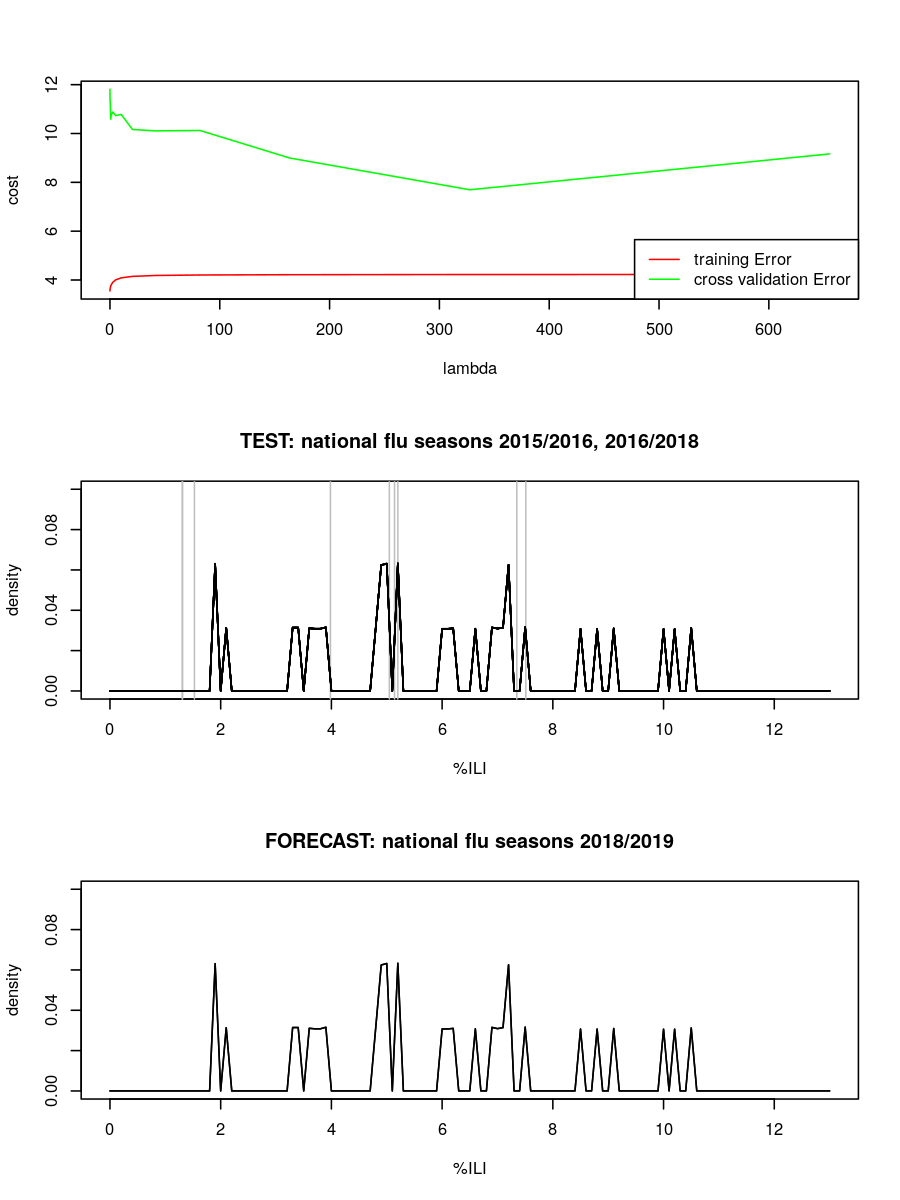 12
10
8
6
4
cost
training Error
cross validation Error
0 100 200 300 400 500 600
lambda
TEST: national flu seasons 2015/2016, 2016/2018
0.08
0.04
0.00
density
0 2 4 6 8 10 12
%ILI
FORECAST: national flu seasons 2018/2019
0.08
0.04
0.00
density
0 2 4 6 8 10 12
%ILI